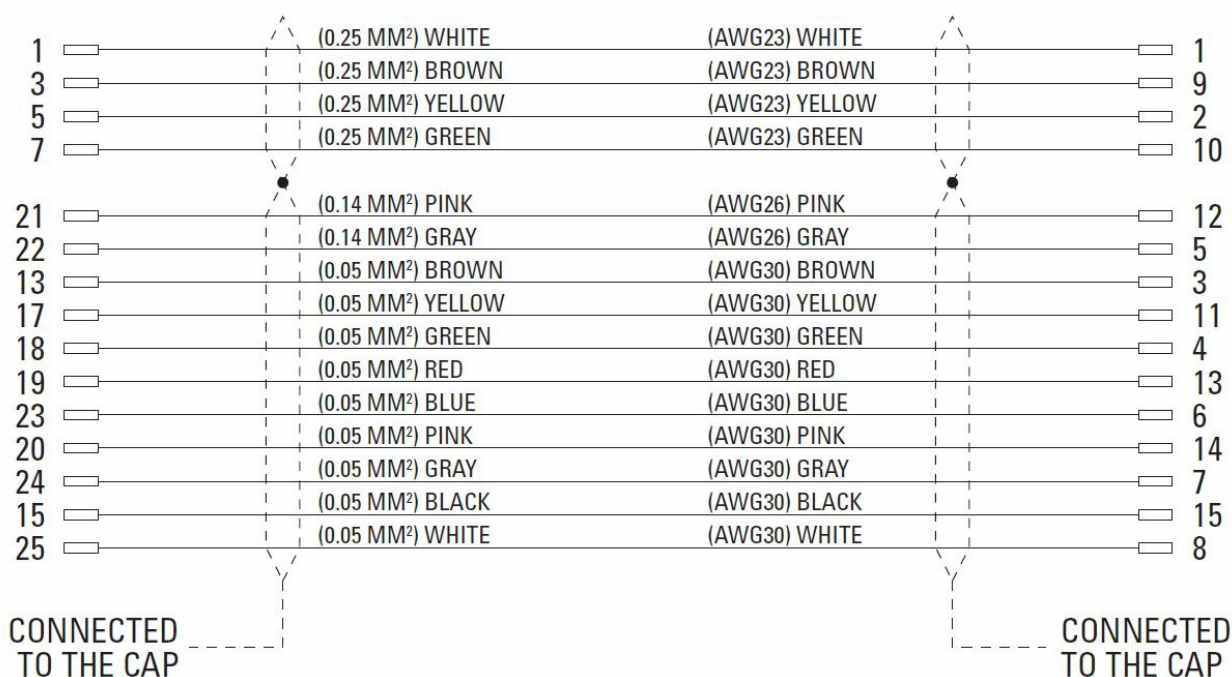 1 (0.25 MM²) WHITE (AWG23) WHITE 1
3 (0.25 MM²) BROWN (AWG23) BROWN 9
5 (0.25 MM²) YELLOW (AWG23) YELLOW 2
7 (0.25 MM²) GREEN (AWG23) GREEN 10
21 (0.14 MM²) PINK (AWG26) PINK 12
22 (0.14 MM²) GRAY (AWG26) GRAY 5
13 (0.05 MM²) BROWN (AWG30) BROWN 3
17 (0.05 MM²) YELLOW (AWG30) YELLOW 11
18 (0.05 MM²) GREEN (AWG30) GREEN 4
19 (0.05 MM²) RED (AWG30) RED 13
23 (0.05 MM²) BLUE (AWG30) BLUE 6
20 (0.05 MM²) PINK (AWG30) PINK 14
24 (0.05 MM²) GRAY (AWG30) GRAY 7
15 (0.05 MM²) BLACK (AWG30) BLACK 15
25 (0.05 MM²) WHITE (AWG30) WHITE 8
CONNECTED CONNECTED
TO THE CAP TO THE CAP